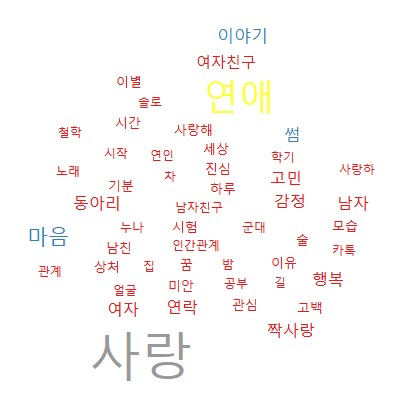 이야기
여자친구
이별
연애
솔로
시간
철학
사랑해
썸
세상
시작
연인
학기
노래
진심
사랑하
차
고민
기분
하루
동아리
감정
남자
남자친구
누나
시험
군대
모습
마음
술
남친
인간관계
카톡
관계
상처
집
꿈
밤
이유
행복
얼굴
미안
공부
길
여자
연락
관심
고백
짝사랑
사랑